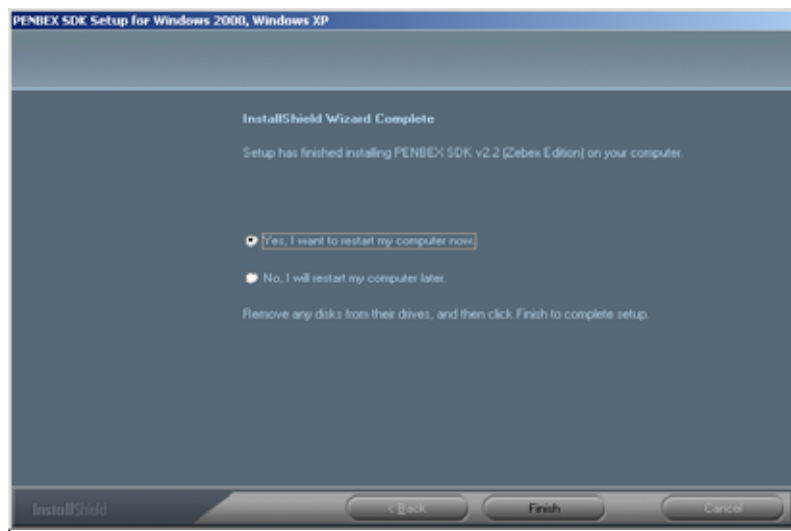 PENBEX SDK Setup for Windows 2000, Windows XP
InstallShield Wizard Complete
Setup has finished installing PENBEX SDK v2.2 (Zebex Edition) on your computer.
Yes, I want to restart my computer now.
No, I will restart my computer later.
Remove any disks from their drives, and then click Finish to complete setup.
InstallShield
< Back
Finish
Cancel